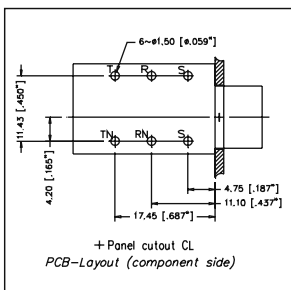 6~ø1,50 [ø.059"]
T R S
11.43 [.450"]
4.20 [.165"]
TN RN S
4.75 [.187"]
11.10 [.437"]
17.45 [.687"]
+ Panel cutout CL
PCB-Layout (component side)